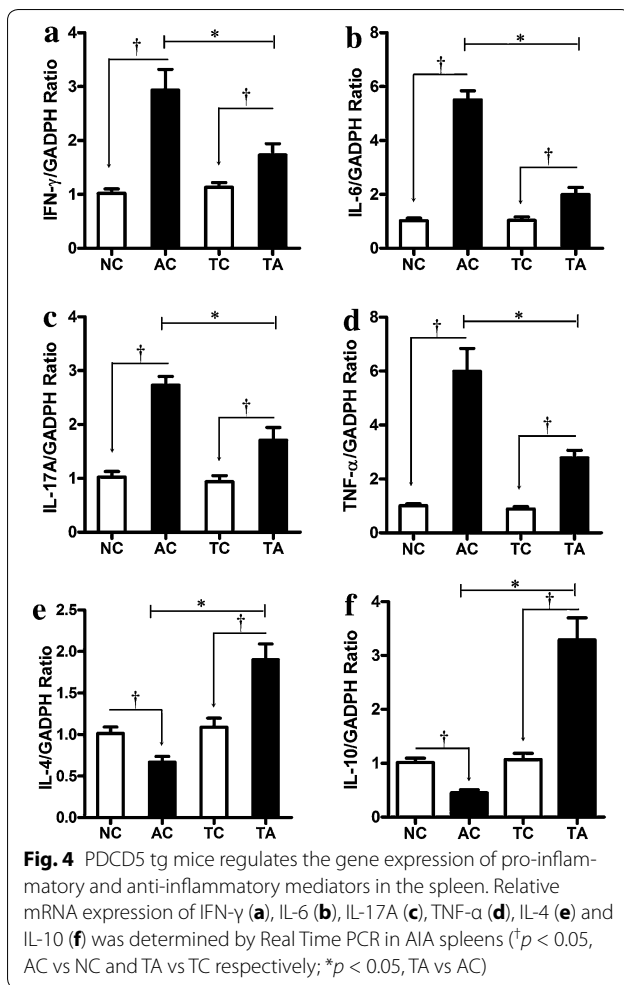 a
IFN-γ/GADPH Ratio
4
3
2
1
0
†
*
†
NC AC TC TA
b
IL-6/GADPH Ratio
8
6
4
2
0
†
*
†
NC AC TC TA
c
IL-17A/GADPH Ratio
4
3
2
1
0
†
*
†
NC AC TC TA
d
TNF-α/GADPH Ratio
8
6
4
2
0
†
*
†
NC AC TC TA
e
IL-4/GADPH Ratio
2.5
2.0
1.5
1.0
0.5
0.0
†
*
†
NC AC TC TA
f
IL-10/GADPH Ratio
4
3
2
1
0
†
*
†
NC AC TC TA
Fig. 4 PDCD5 tg mice regulates the gene expression of pro-inflam-
matory and anti-inflammatory mediators in the spleen. Relative
mRNA expression of IFN-γ (a), IL-6 (b), IL-17A (c), TNF-α (d), IL-4 (e) and
IL-10 (f) was determined by Real Time PCR in AIA spleens (†p < 0.05,
AC vs NC and TA vs TC respectively; *p < 0.05, TA vs AC)